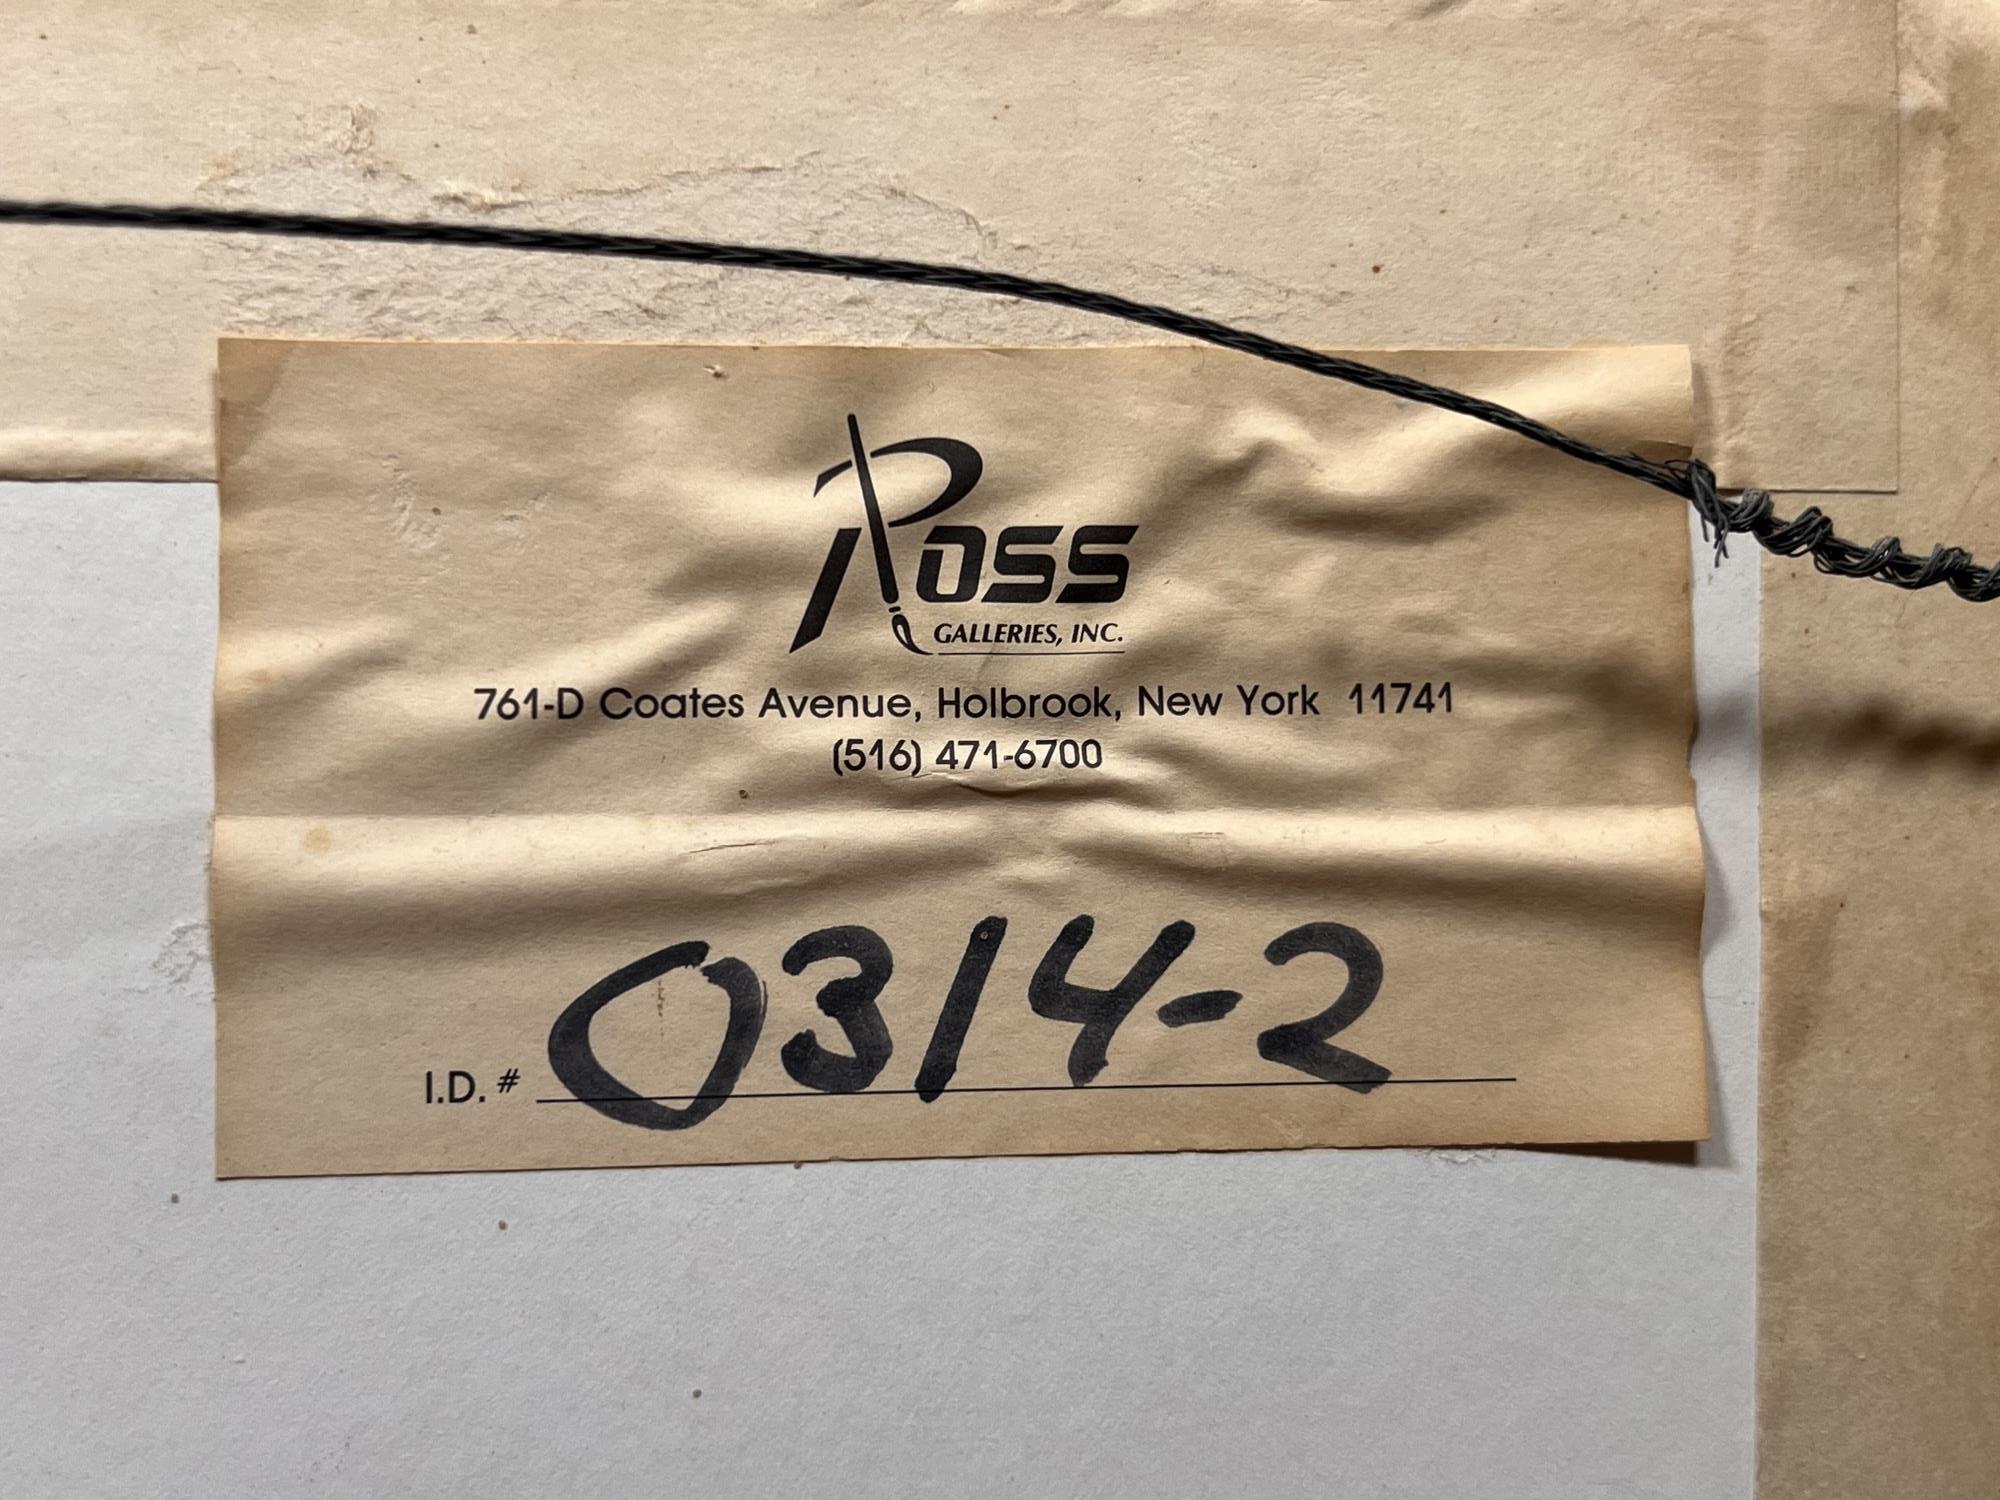 Ross
GALLERIES, INC.
761-D Coates Avenue, Holbrook, New York 11741
(516) 471-6700
I.D. # 0314-2